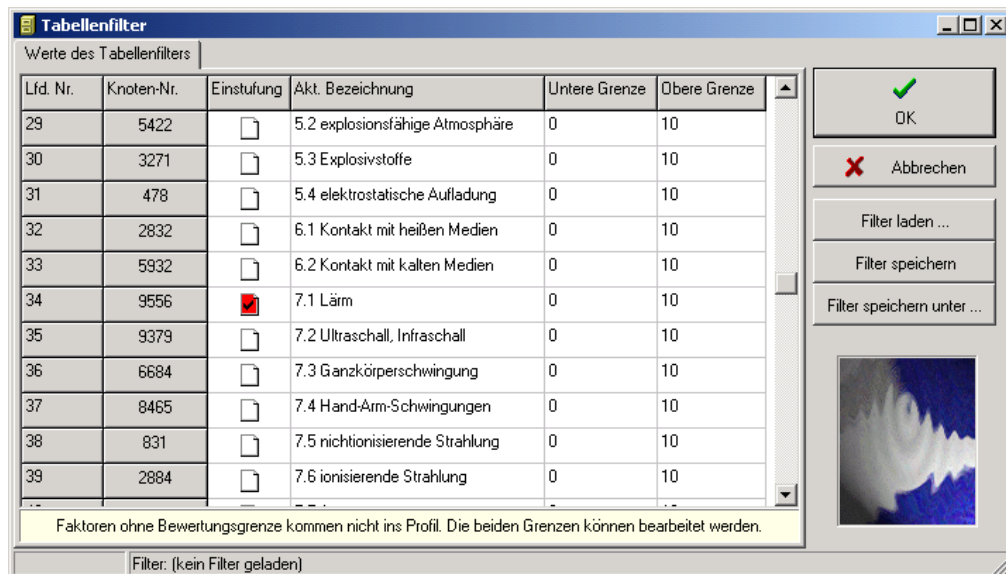 Tabellenfilter
Werte des Tabellenfilters
Lfd. Nr. Knoten-Nr. Einstufung Akt. Bezeichnung Untere Grenze Obere Grenze
29 5422 5.2 explosionsfähige Atmosphäre 0 10
30 3271 5.3 Explosivstoffe 0 10
31 478 5.4 elektrostatische Aufladung 0 10
32 2832 6.1 Kontakt mit heißen Medien 0 10
33 5932 6.2 Kontakt mit kalten Medien 0 10
34 9556 7.1 Lärm 0 10
35 9379 7.2 Ultraschall, Infraschall 0 10
36 6684 7.3 Ganzkörperschwingung 0 10
37 8465 7.4 Hand-Arm-Schwingungen 0 10
38 831 7.5 nichtionisierende Strahlung 0 10
39 2884 7.6 ionisierende Strahlung 0 10
Faktoren ohne Bewertungsgrenze kommen nicht ins Profil. Die beiden Grenzen können bearbeitet werden.
OK
Abbrechen
Filter laden ...
Filter speichern
Filter speichern unter ...
Filter: (kein Filter geladen)